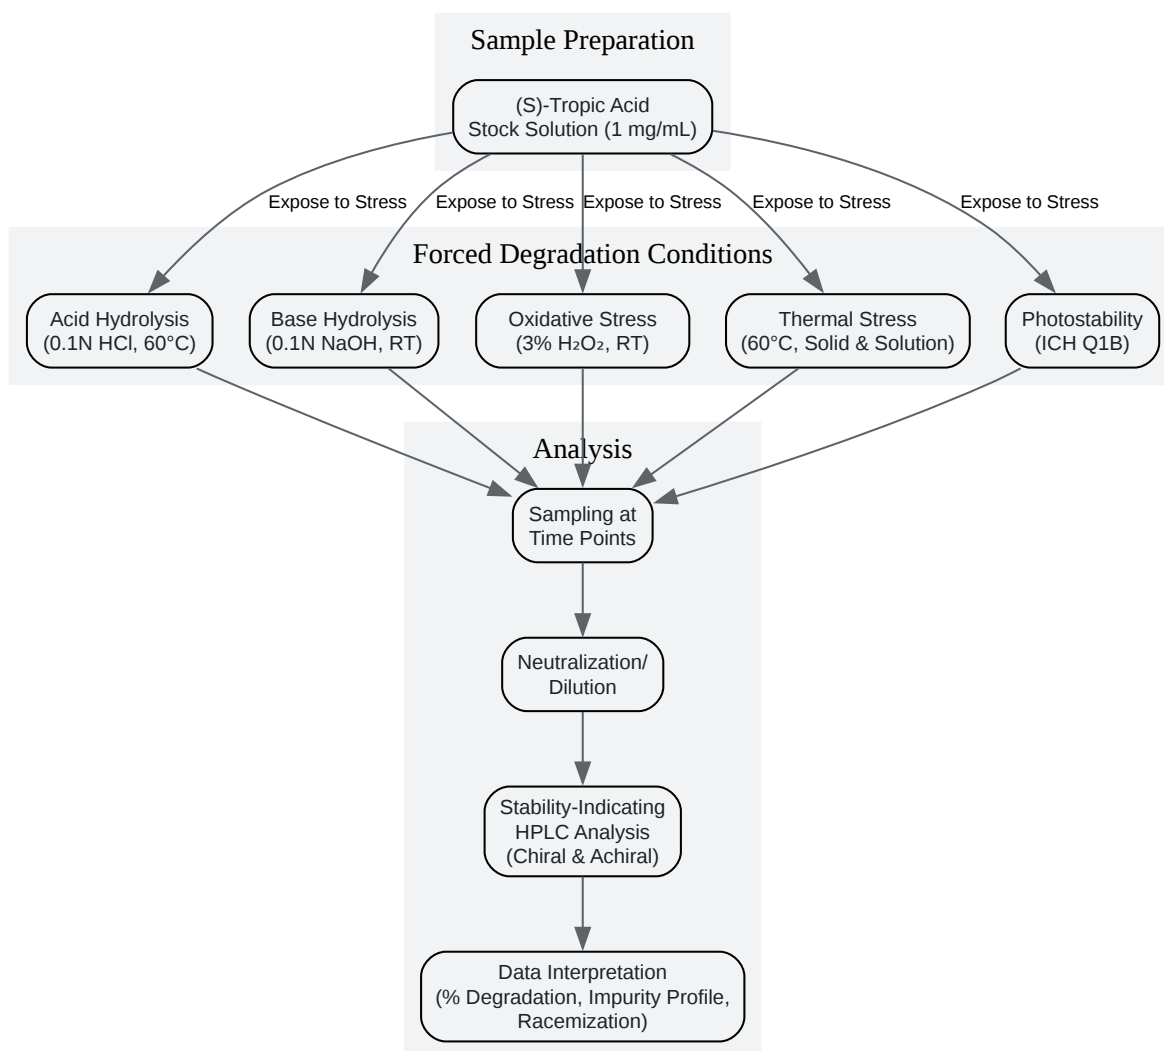 Sample Preparation
(S)-Tropic Acid
Stock Solution (1 mg/mL)
Expose to Stress
Expose to Stress
Expose to Stress
Expose to Stress
Expose to Stress
Forced Degradation Conditions
Acid Hydrolysis
(0.1N HCl, 60°C)
Base Hydrolysis
(0.1N NaOH, RT)
Oxidative Stress
(3% H₂O₂, RT)
Thermal Stress
(60°C, Solid & Solution)
Photostability
(ICH Q1B)
Analysis
Sampling at
Time Points
Neutralization/
Dilution
Stability-Indicating
HPLC Analysis
(Chiral & Achiral)
Data Interpretation
(% Degradation, Impurity Profile,
Racemization)